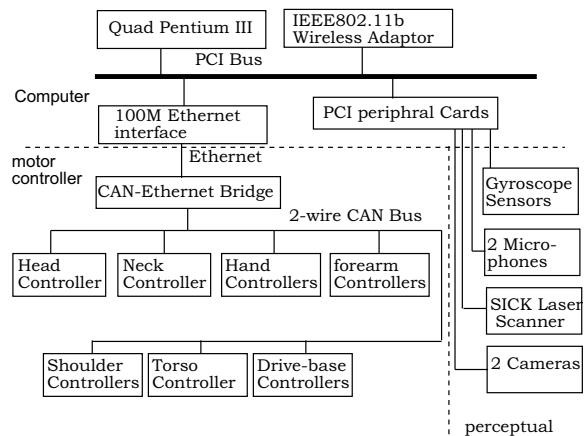 Quad Pentium III
IEEE802.11b
Wireless Adaptor
PCI Bus
Computer
100M Ethernet
interface
PCI periphral Cards
motor
controller
Ethernet
CAN-Ethernet Bridge
Gyroscope
Sensors
2-wire CAN Bus
2 Micro-
phones
Head
Controller
Neck
Controller
Hand
Controllers
forearm
Controllers
SICK Laser
Scanner
Shoulder
Controllers
Torso
Controller
Drive-base
Controllers
2 Cameras
perceptual